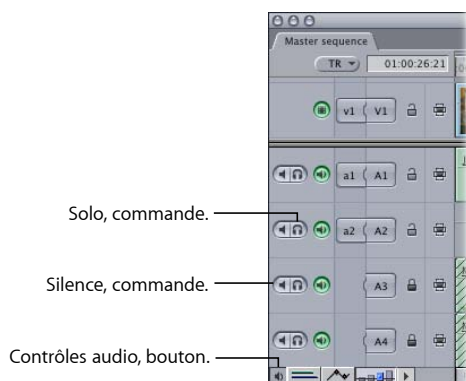 Master sequence
TR
01:00:26:21
v1 V1
a1 A1
Solo, commande.
a2 A2
Silence, commande.
A3
A4
Contrôles audio, bouton.